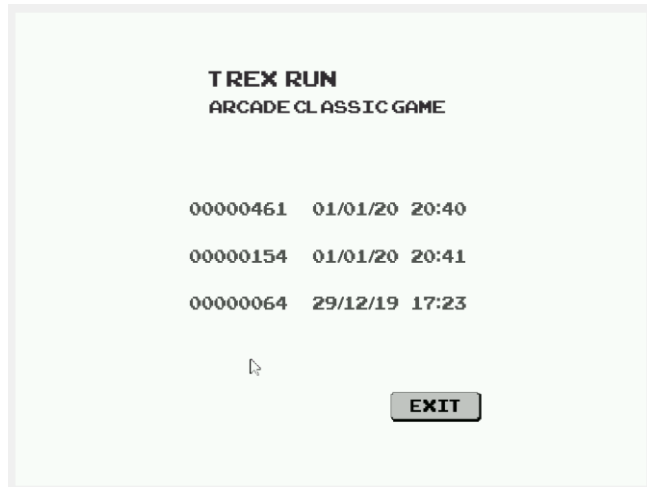 TREX RUN
ARCADE CLASSIC GAME
00000461 01/01/20 20:40
00000154 01/01/20 20:41
00000064 29/12/19 17:23
EXIT